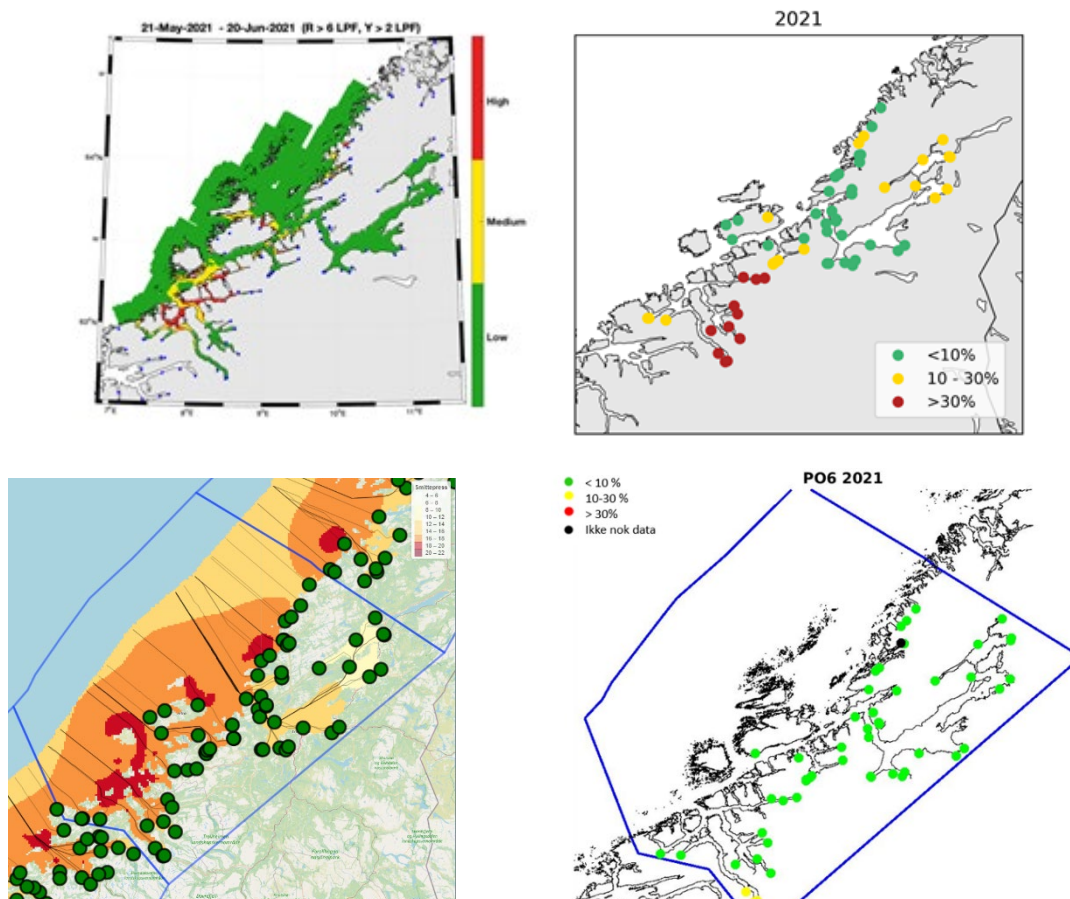 21-May-2021 - 20-Jun-2021 (R > 6 LPF, Y > 2 LPF)
High
Medium
Low
7°E
8°E
9°E
10°E
11°E
64°N
63°N
2021
<10%
10 - 30%
>30%
Smittepress
4 – 6
6 – 8
8 – 10
10 – 12
12 – 14
14 – 16
16 – 18
18 – 20
20 – 22
PO6 2021
< 10 %
10-30 %
> 30%
Ikke nok data